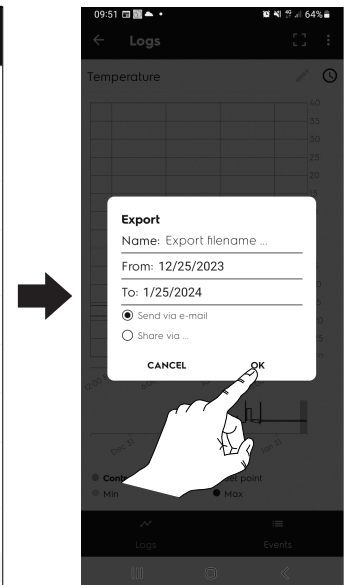 09:51 64%
Logs
Temperature
40
35
30
25
20
15
Export
Name: Export filename ...
From: 12/25/2023
To: 1/25/2024
Send via e-mail
Share via ...
CANCEL OK
Dec 31 Jan 21
Min Max
Logs Events